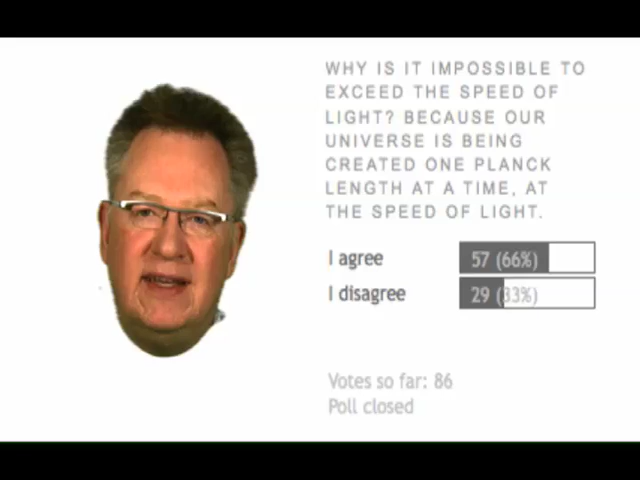 WHY IS IT IMPOSSIBLE TO
EXCEED THE SPEED OF
LIGHT? BECAUSE OUR
UNIVERSE IS BEING
CREATED ONE PLANCK
LENGTH AT A TIME, AT
THE SPEED OF LIGHT.
I agree 57 (66%)
I disagree 29 (33%)
Votes so far: 86
Poll closed